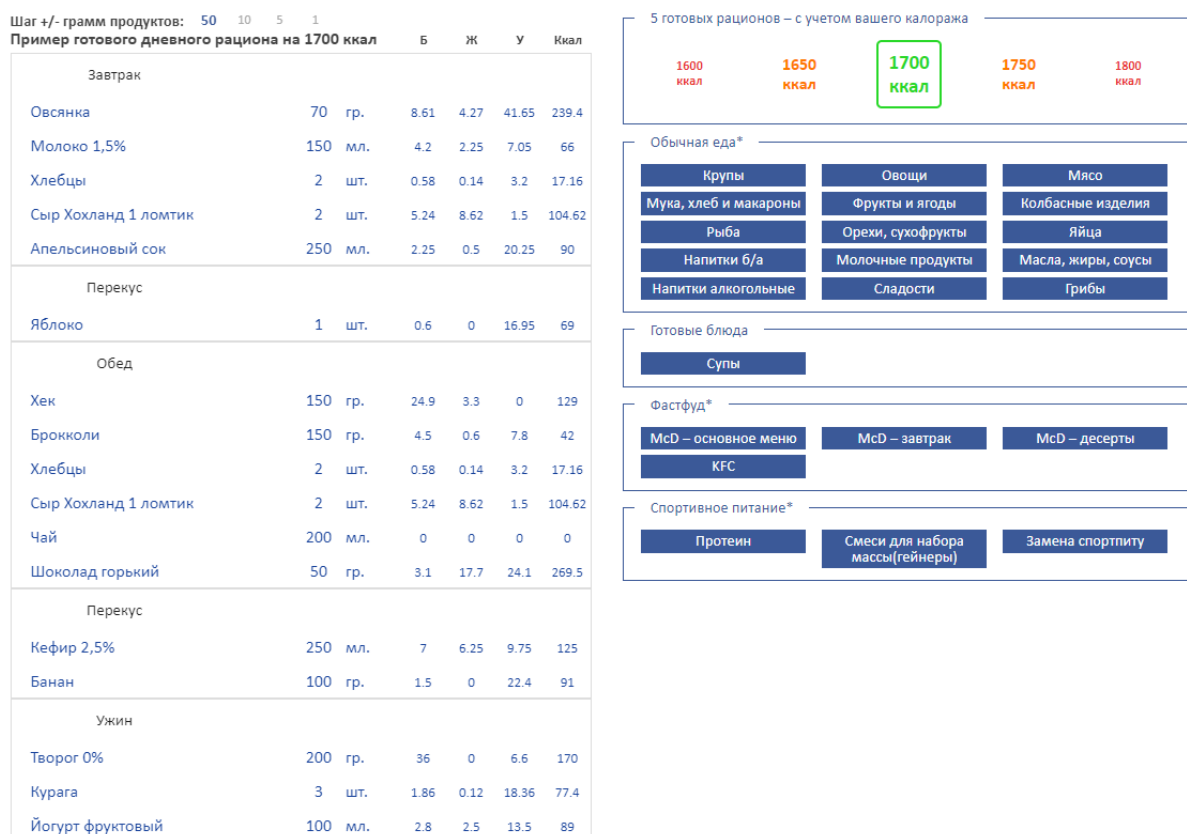 Шаг +/- грамм продуктов: 50 10 5 1
Пример готового дневного рациона на 1700 ккал Б Ж У Ккал
Завтрак
Овсянка 70 гр. 8.61 4.27 41.65 239.4
Молоко 1,5% 150 мл. 4.2 2.25 7.05 66
Хлебцы 2 шт. 0.58 0.14 3.2 17.16
Сыр Хохланд 1 ломтик 2 шт. 5.24 8.62 1.5 104.62
Апельсиновый сок 250 мл. 2.25 0.5 20.25 90
Перекус
Яблоко 1 шт. 0.6 0 16.95 69
Обед
Хек 150 гр. 24.9 3.3 0 129
Брокколи 150 гр. 4.5 0.6 7.8 42
Хлебцы 2 шт. 0.58 0.14 3.2 17.16
Сыр Хохланд 1 ломтик 2 шт. 5.24 8.62 1.5 104.62
Чай 200 мл. 0 0 0 0
Шоколад горький 50 гр. 3.1 17.7 24.1 269.5
Перекус
Кефир 2,5% 250 мл. 7 6.25 9.75 125
Банан 100 гр. 1.5 0 22.4 91
Ужин
Творог 0% 200 гр. 36 0 6.6 170
Курага 3 шт. 1.86 0.12 18.36 77.4
Йогурт фруктовый 100 мл. 2.8 2.5 13.5 89
5 готовых рационов – с учетом вашего калоража
1600 1650 1700 1750 1800
ккал ккал ккал ккал ккал
Обычная еда*
Крупы Овощи Мясо
Мука, хлеб и макароны Фрукты и ягоды Колбасные изделия
Рыба Орехи, сухофрукты Яйца
Напитки б/а Молочные продукты Масла, жиры, соусы
Напитки алкогольные Сладости Грибы
Готовые блюда
Супы
Фастфуд*
McD – основное меню McD – завтрак McD – десерты
KFC
Спортивное питание*
Протеин Смеси для набора Замена спортпиту
массы(гейнеры)